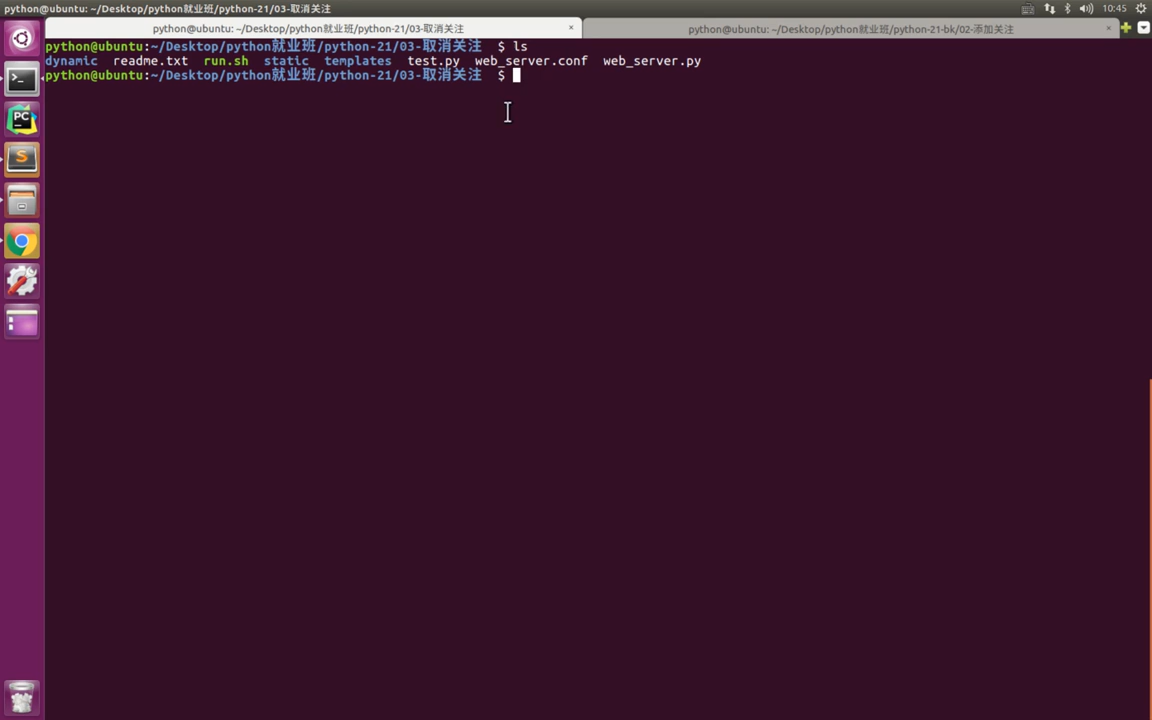 python@ubuntu: ~/Desktop/python就业班/python-21/03-取消关注
10:45
python@ubuntu: ~/Desktop/python就业班/python-21/03-取消关注 ×
python@ubuntu: ~/Desktop/python就业班/python-21-bk/02-添加关注 ×
python@ubuntu:~/Desktop/python就业班/python-21/03-取消关注 $ ls
dynamic readme.txt run.sh static templates test.py web_server.conf web_server.py
python@ubuntu:~/Desktop/python就业班/python-21/03-取消关注 $
PC
S